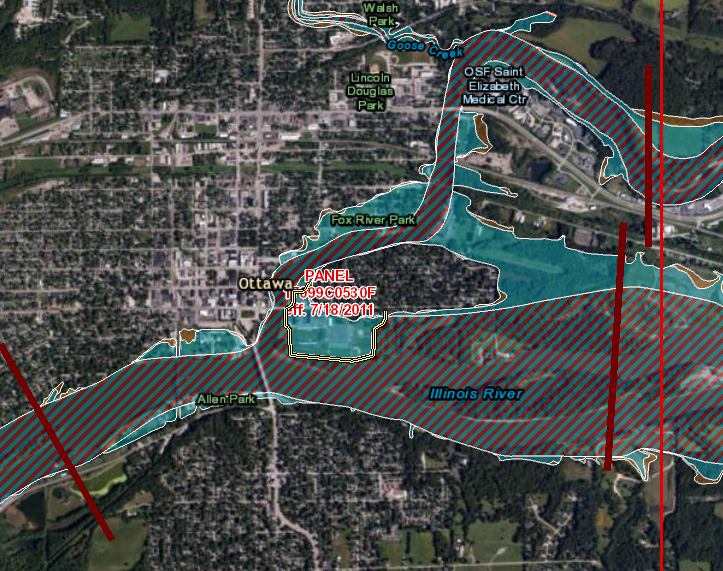 Walsh
Park
Goose Creek
OSF Saint
Elizabeth
Medical Ctr
Lincoln
Douglas
Park
Fox River Park
PANEL
Ottawa
099C0530F
eff. 7/18/2011
Illinois River
Allen Park